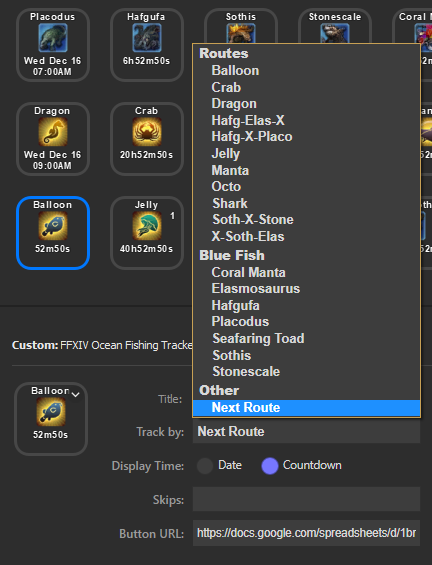 Placodus
Wed Dec 16
07:00AM
Hafgufa
6h52m50s
Sothis
Stonescale
Coral M
Dragon
Wed Dec 16
09:00AM
Crab
20h52m50s
Balloon
52m50s
Jelly
1
40h52m50s
Routes
Balloon
Crab
Dragon
Hafg-Elas-X
Hafg-X-Placo
Jelly
Manta
Octo
Shark
Soth-X-Stone
X-Soth-Elas
Blue Fish
Coral Manta
Elasmosaurus
Hafgufa
Placodus
Seafaring Toad
Sothis
Stonescale
Other
Next Route
Custom: FFXIV Ocean Fishing Tracke
Balloon
52m50s
Title:
Track by: Next Route
Display Time: Date Countdown
Skips:
Button URL: https://docs.google.com/spreadsheets/d/1br